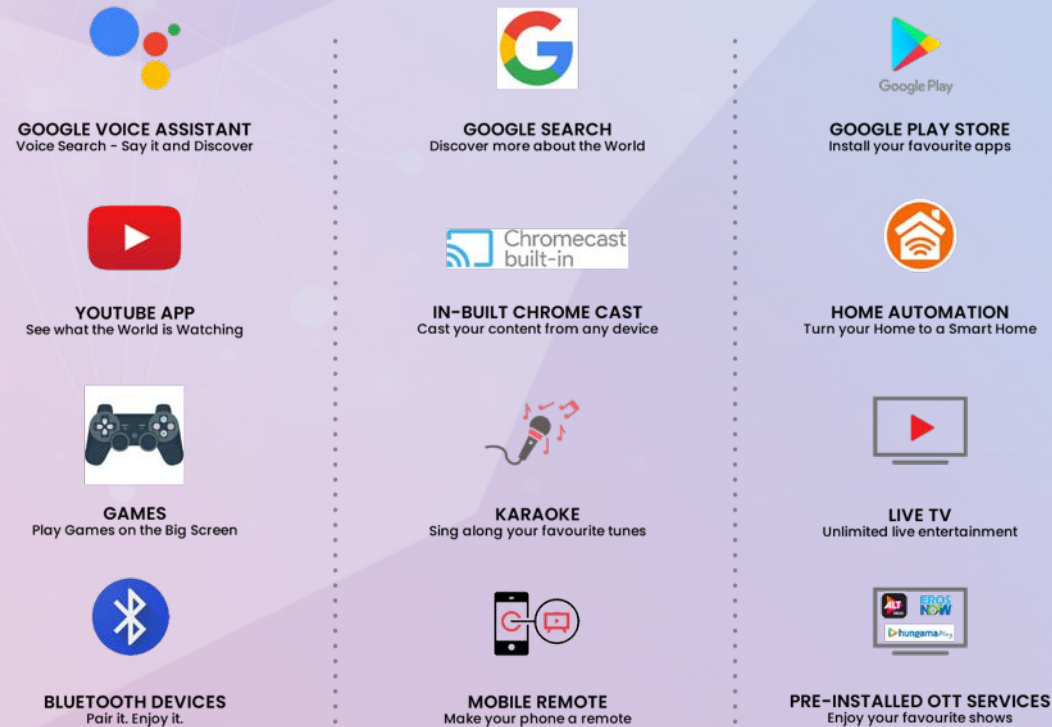 Google Play
GOOGLE VOICE ASSISTANT
Voice Search - Say it and Discover
GOOGLE SEARCH
Discover more about the World
GOOGLE PLAY STORE
Install your favourite apps
Chromecast
built-in
YOUTUBE APP
See what the World is Watching
IN-BUILT CHROME CAST
Cast your content from any device
HOME AUTOMATION
Turn your Home to a Smart Home
GAMES
Play Games on the Big Screen
KARAOKE
Sing along your favourite tunes
LIVE TV
Unlimited live entertainment
ALT
EROS
NOW
hungama Play
BLUETOOTH DEVICES
Pair it. Enjoy it.
MOBILE REMOTE
Make your phone a remote
PRE-INSTALLED OTT SERVICES
Enjoy your favourite shows